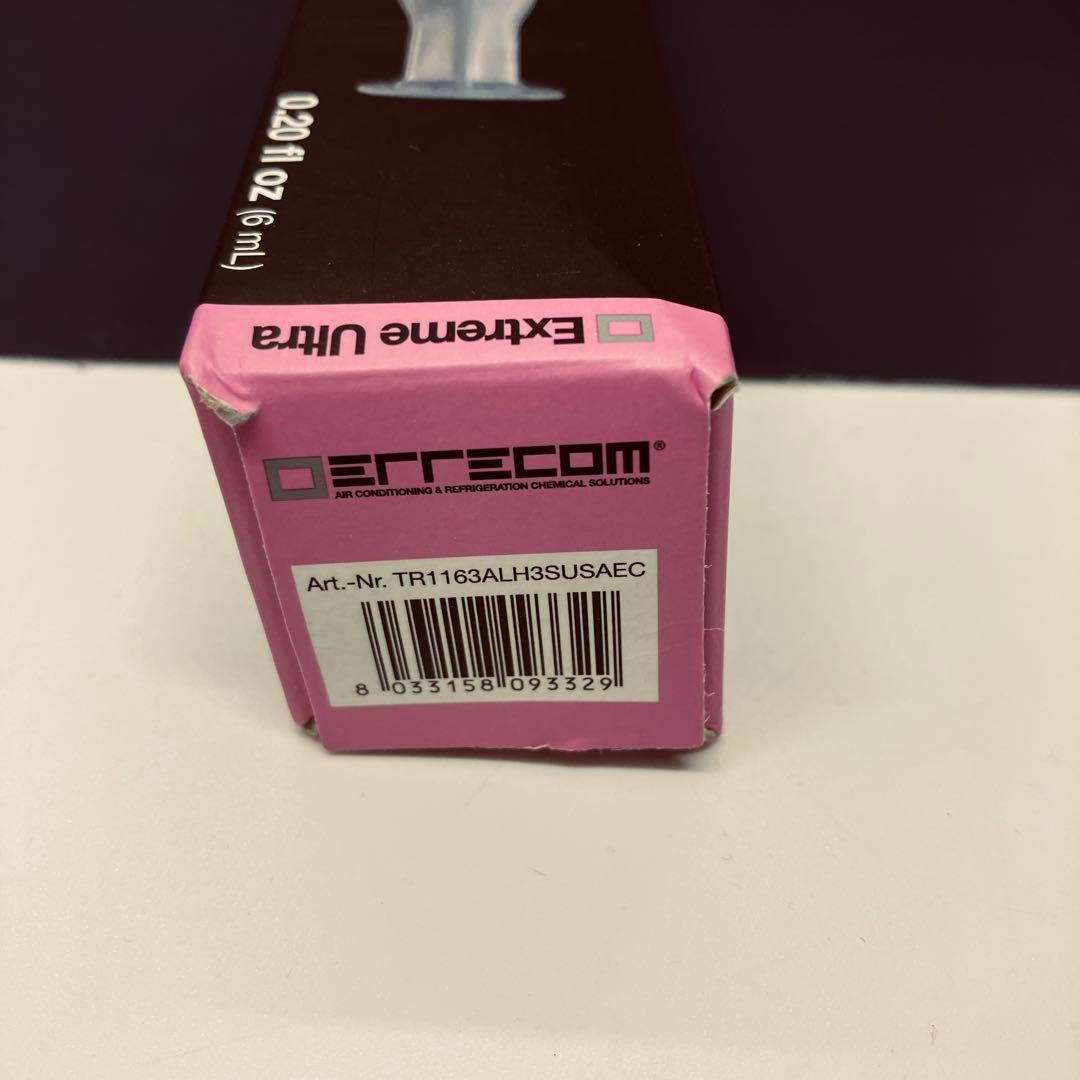 0.20 fl oz (6 mL)
Extreme Ultra
ERRECOM®
AIR CONDITIONING & REFRIGERATION CHEMICAL SOLUTIONS
Art.-Nr. TR1163ALH3SUSAEC
8 033158 093329